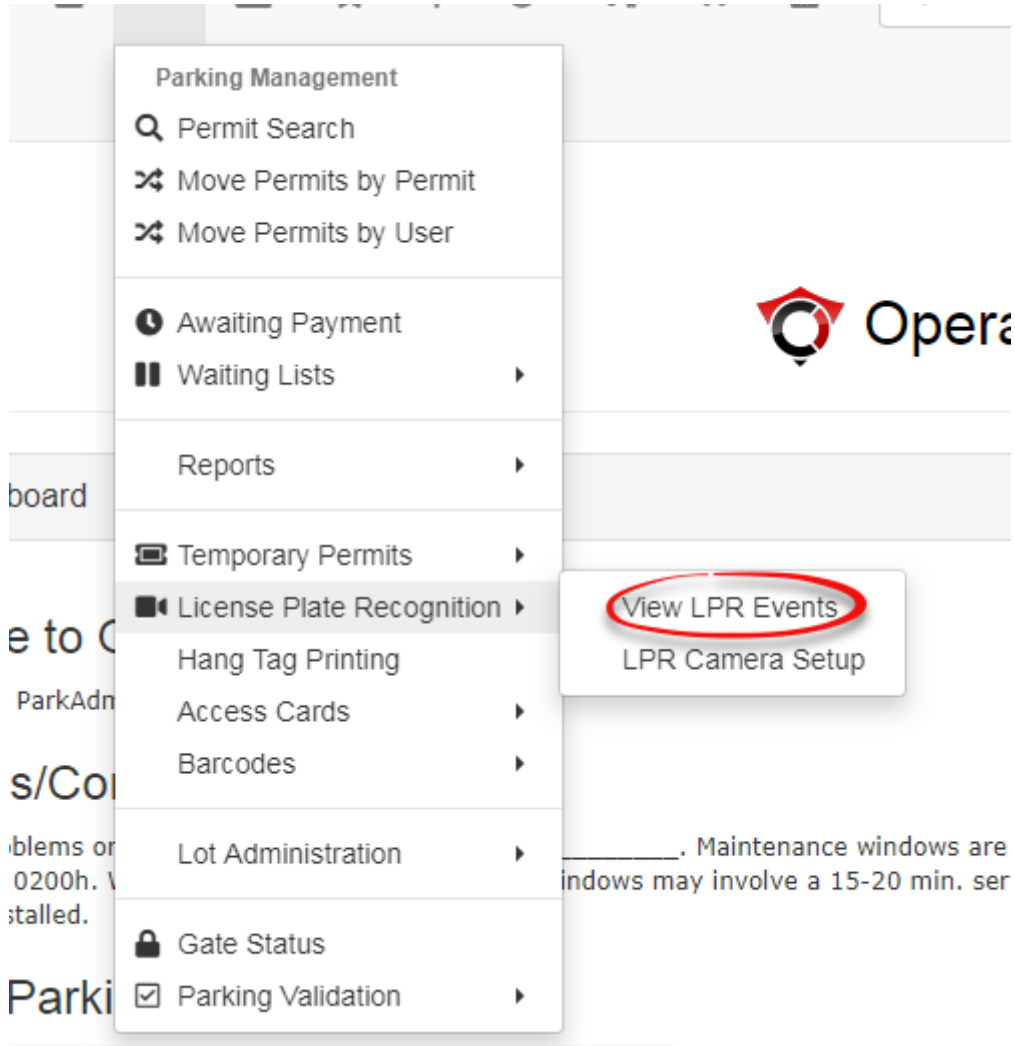 Parking Management
Permit Search
Move Permits by Permit
Move Permits by User
Awaiting Payment
Waiting Lists
Opera
Reports
board
Temporary Permits
License Plate Recognition
View LPR Events
e to
Hang Tag Printing
LPR Camera Setup
ParkAdm
Access Cards
Barcodes
s/Co
blems or
Lot Administration
________. Maintenance windows are
0200h.
indows may involve a 15-20 min. ser
stalled.
Gate Status
Parki
Parking Validation